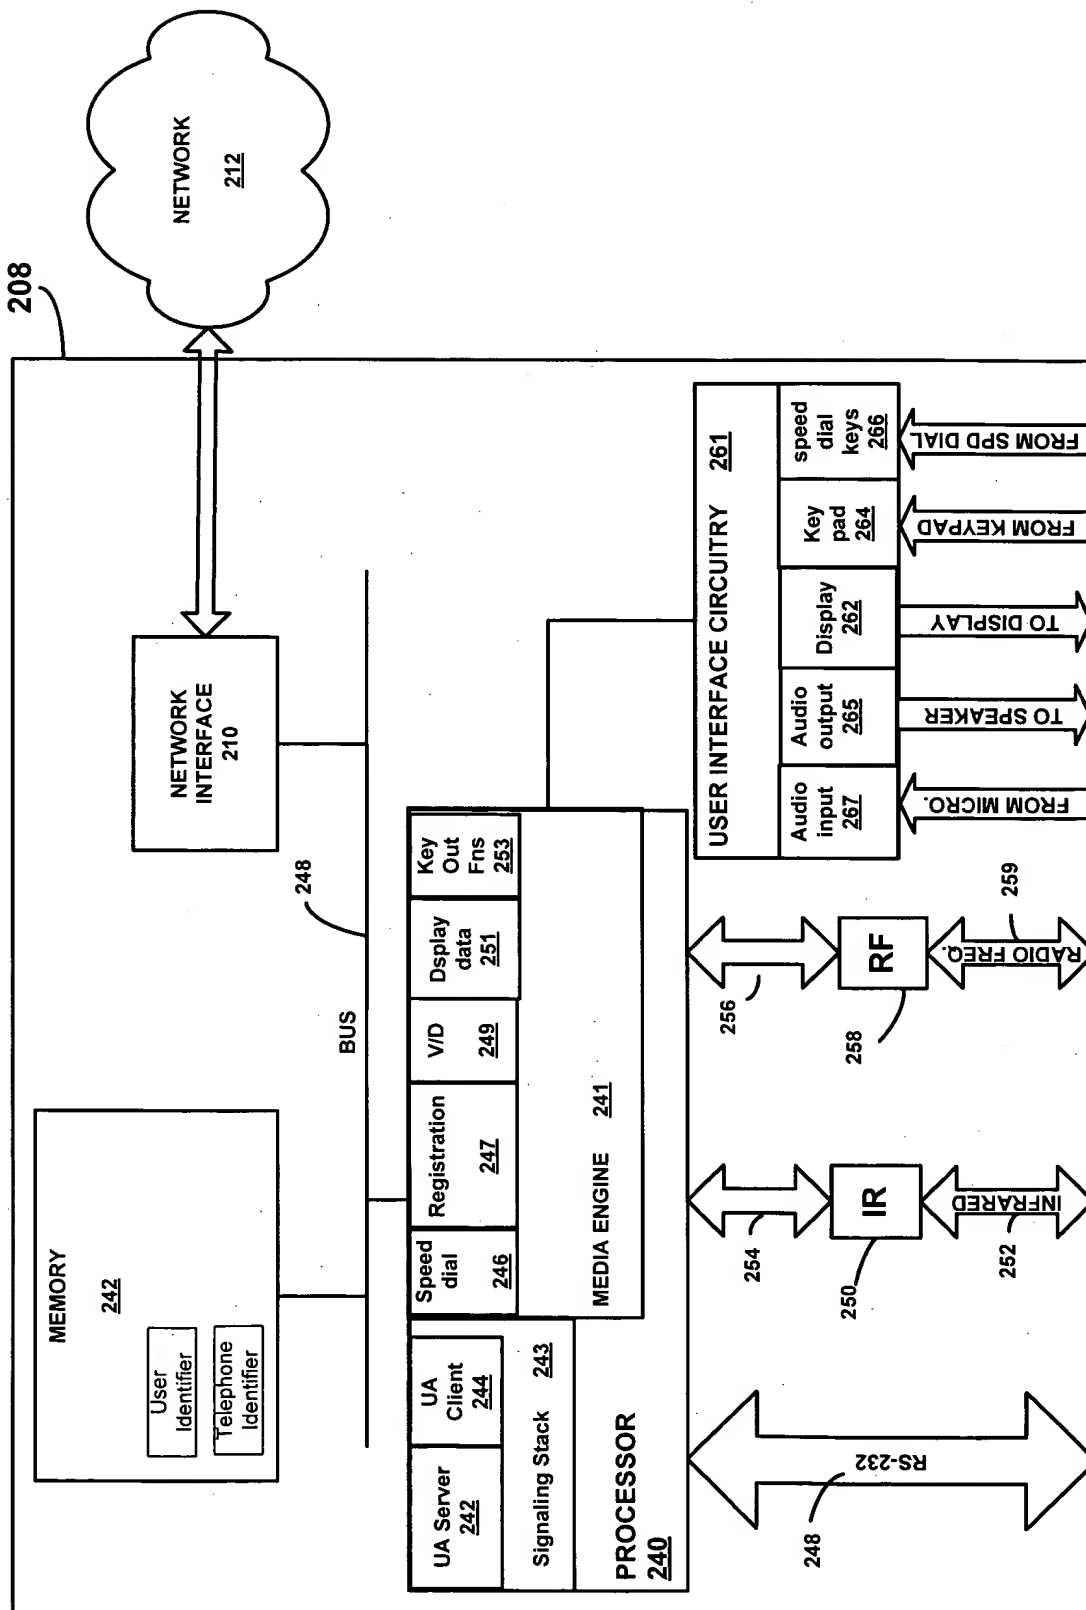 208
NETWORK
212
NETWORK
INTERFACE
210
MEMORY
242
User
Identifier
Telephone
Identifier
BUS
248
UA Server
242
UA
Client
244
Signaling Stack
243
PROCESSOR
240
Speed
dial
246
Registration
247
V/D
249
Dsplay
data
251
Key
Out
Fns
253
MEDIA ENGINE
241
USER INTERFACE CIRCUITRY
261
Audio
input
267
Audio
output
265
Display
262
Key
pad
264
speed
dial
keys
266
RS-232
248
254
IR
250
INFRARED
252
256
RF
258
RADIO FREQ.
259
FROM MICRO.
TO SPEAKER
TO DISPLAY
FROM KEYPAD
FROM SPD DIAL